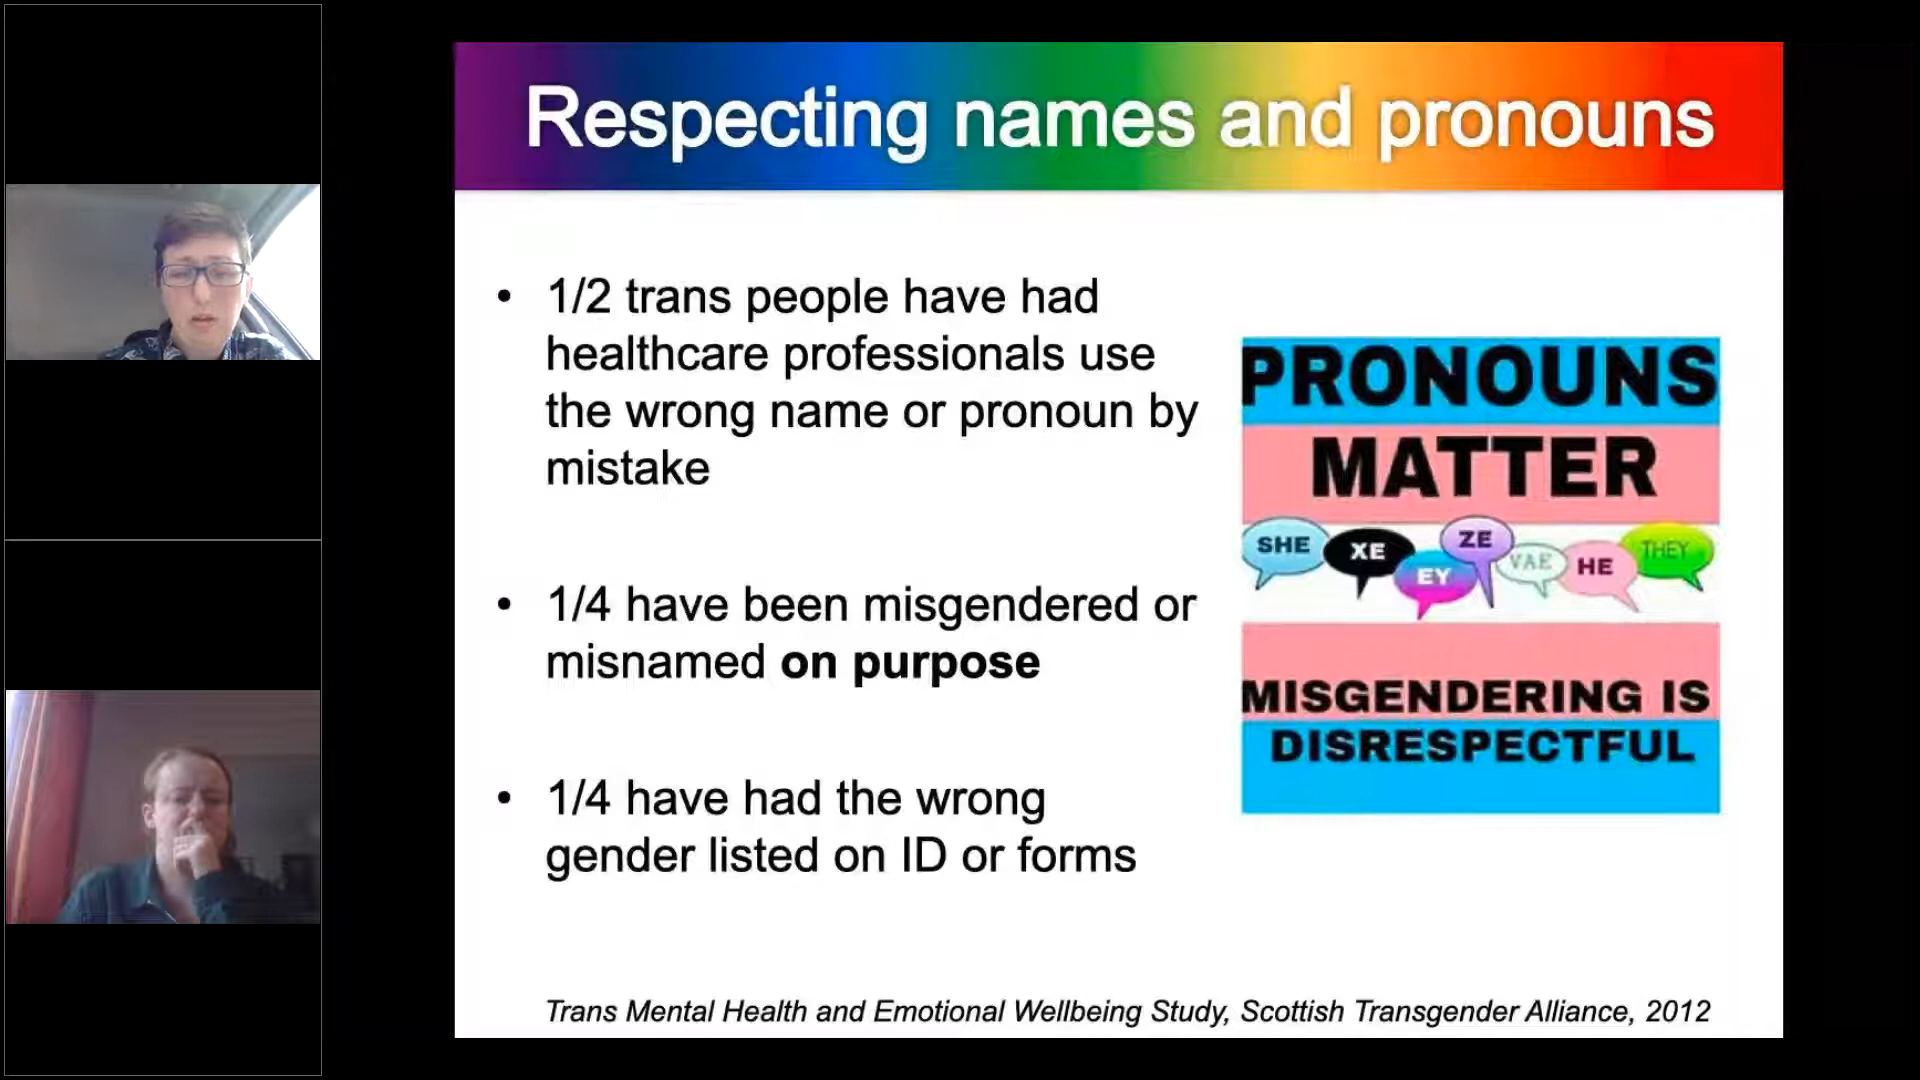 Respecting names and pronouns
• 1/2 trans people have had
healthcare professionals use
the wrong name or pronoun by
mistake
• 1/4 have been misgendered or
misnamed on purpose
• 1/4 have had the wrong
gender listed on ID or forms
PRONOUNS
MATTER
SHE
XE
EY
ZE
VAE
HE
THEY
MISGENDERING IS
DISRESPECTFUL
Trans Mental Health and Emotional Wellbeing Study, Scottish Transgender Alliance, 2012